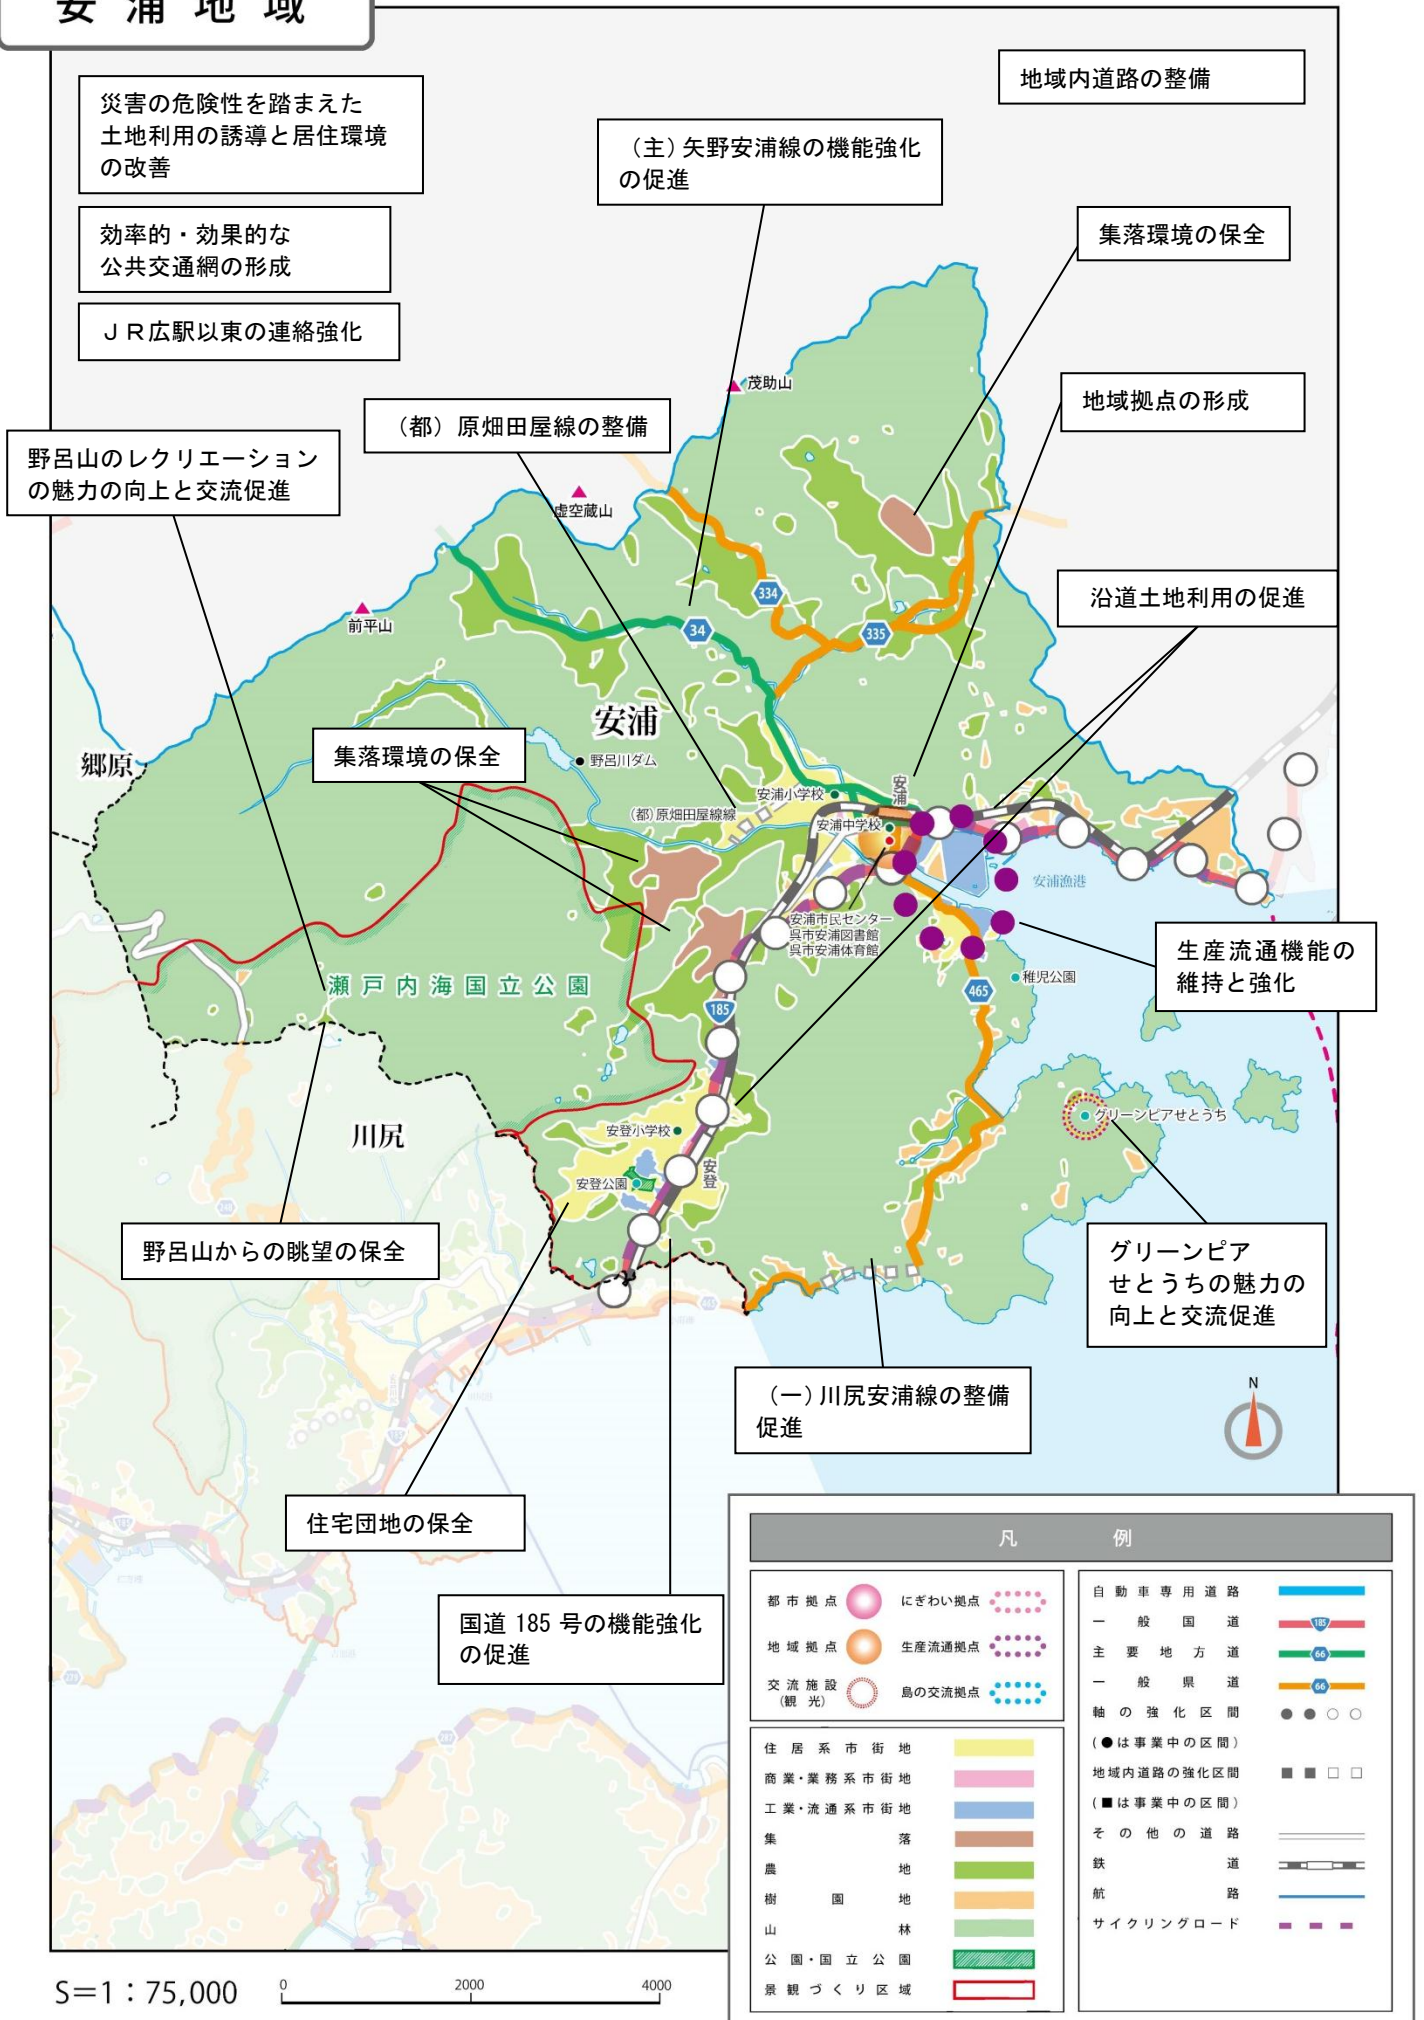 安浦地域
災害の危険性を踏まえた
土地利用の誘導と居住環境
の改善
効率的・効果的な
公共交通網の形成
ＪＲ広駅以東の連絡強化
地域内道路の整備
（主）矢野安浦線の機能強化
の促進
集落環境の保全
茂助山
地域拠点の形成
（都）原畑田屋線の整備
野呂山のレクリエーション
の魅力の向上と交流促進
虚空蔵山
前平山
334
34
335
沿道土地利用の促進
安浦
郷原
集落環境の保全
野呂川ダム
安浦小学校
安浦
(都)原畑田屋線線
安浦中学校
安浦漁港
安浦市民センター
呉市安浦図書館
呉市安浦体育館
生産流通機能の
維持と強化
稚児公園
瀬戸内海国立公園
465
185
グリーンピアせとうち
川尻
安登小学校
安登公園
安登
野呂山からの眺望の保全
グリーンピア
せとうちの魅力の
向上と交流促進
（一）川尻安浦線の整備
促進
N
住宅団地の保全
国道 185 号の機能強化
の促進
凡例
都市拠点
にぎわい拠点
地域拠点
生産流通拠点
交流施設
(観光)
島の交流拠点
住居系市街地
商業・業務系市街地
工業・流通系市街地
集落
農地
樹園地
山林
公園・国立公園
景観づくり区域
自動車専用道路
一般国道
185
主要地方道
66
一般県道
66
軸の強化区間
(●は事業中の区間)
地域内道路の強化区間
(■は事業中の区間)
その他の道路
鉄道
航路
サイクリングロード
S＝1：75,000
0
2000
4000